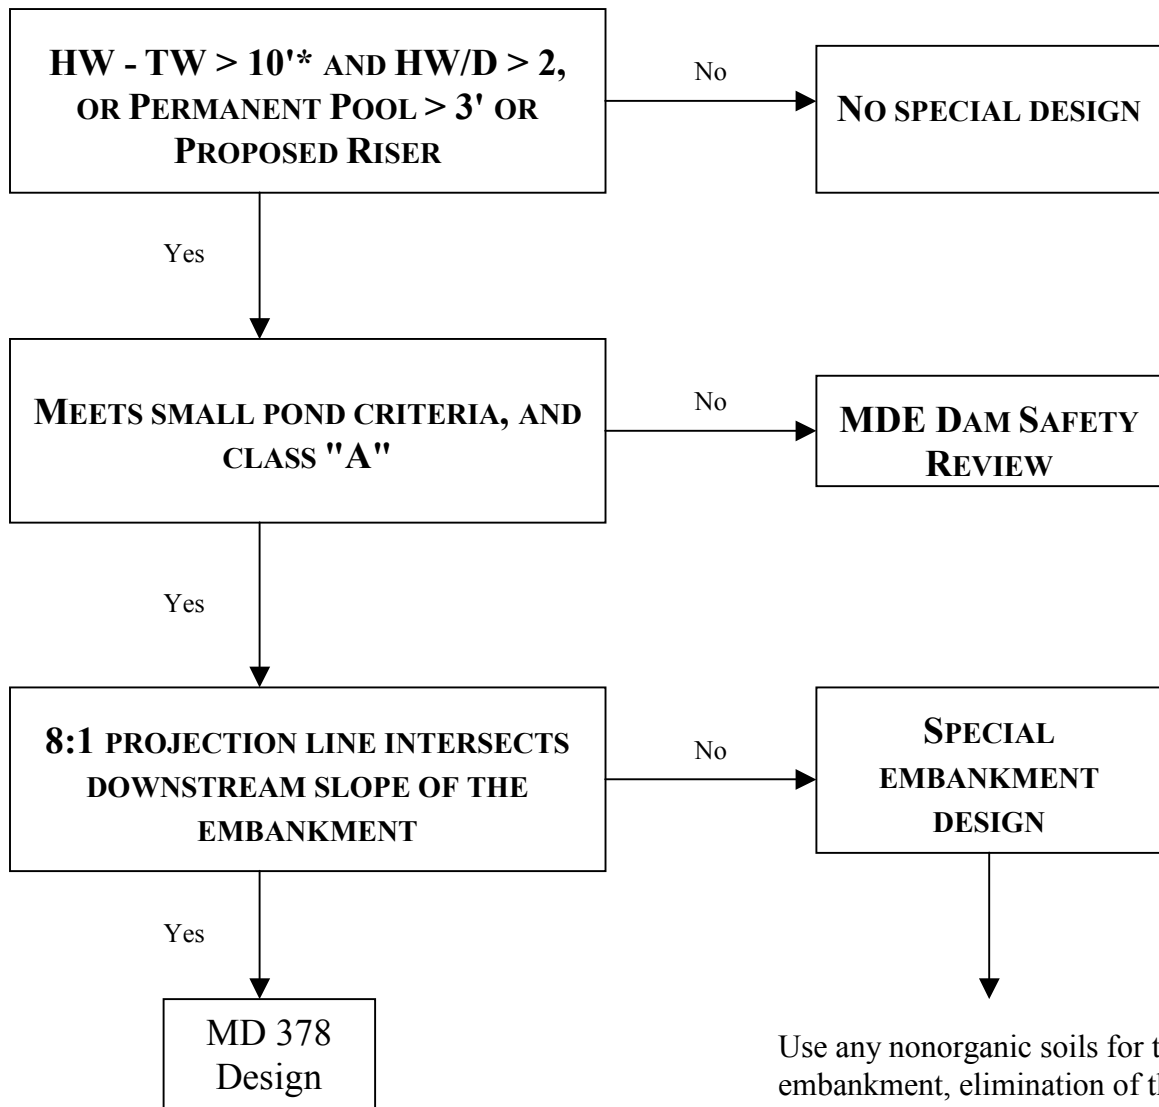 HW - TW > 10'* AND HW/D > 2,
OR PERMANENT POOL > 3' OR
PROPOSED RISER
No
NO SPECIAL DESIGN
Yes
MEETS SMALL POND CRITERIA, AND
CLASS "A"
No
MDE DAM SAFETY
REVIEW
Yes
8:1 PROJECTION LINE INTERSECTS
DOWNSTREAM SLOPE OF THE
EMBANKMENT
No
SPECIAL
EMBANKMENT
DESIGN
Yes
MD 378
Design
Use any nonorganic soils for
embankment, elimination of